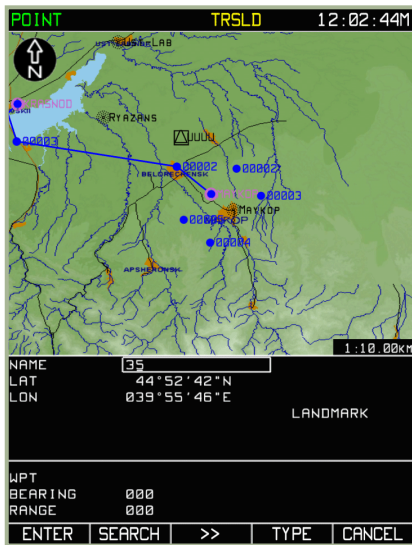 POINT TRSLD 12:02:44M
N
RYAZANS
00003
UUUU
00002
00002
BELORECHENSK
00003
MAYKOP
00004
APSHERONSK
1:10.00KM
NAME 35
LAT 44°52'42"N
LON 039°55'46"E
LANDMARK
WPT
BEARING 000
RANGE 000
ENTER SEARCH >> TYPE CANCEL